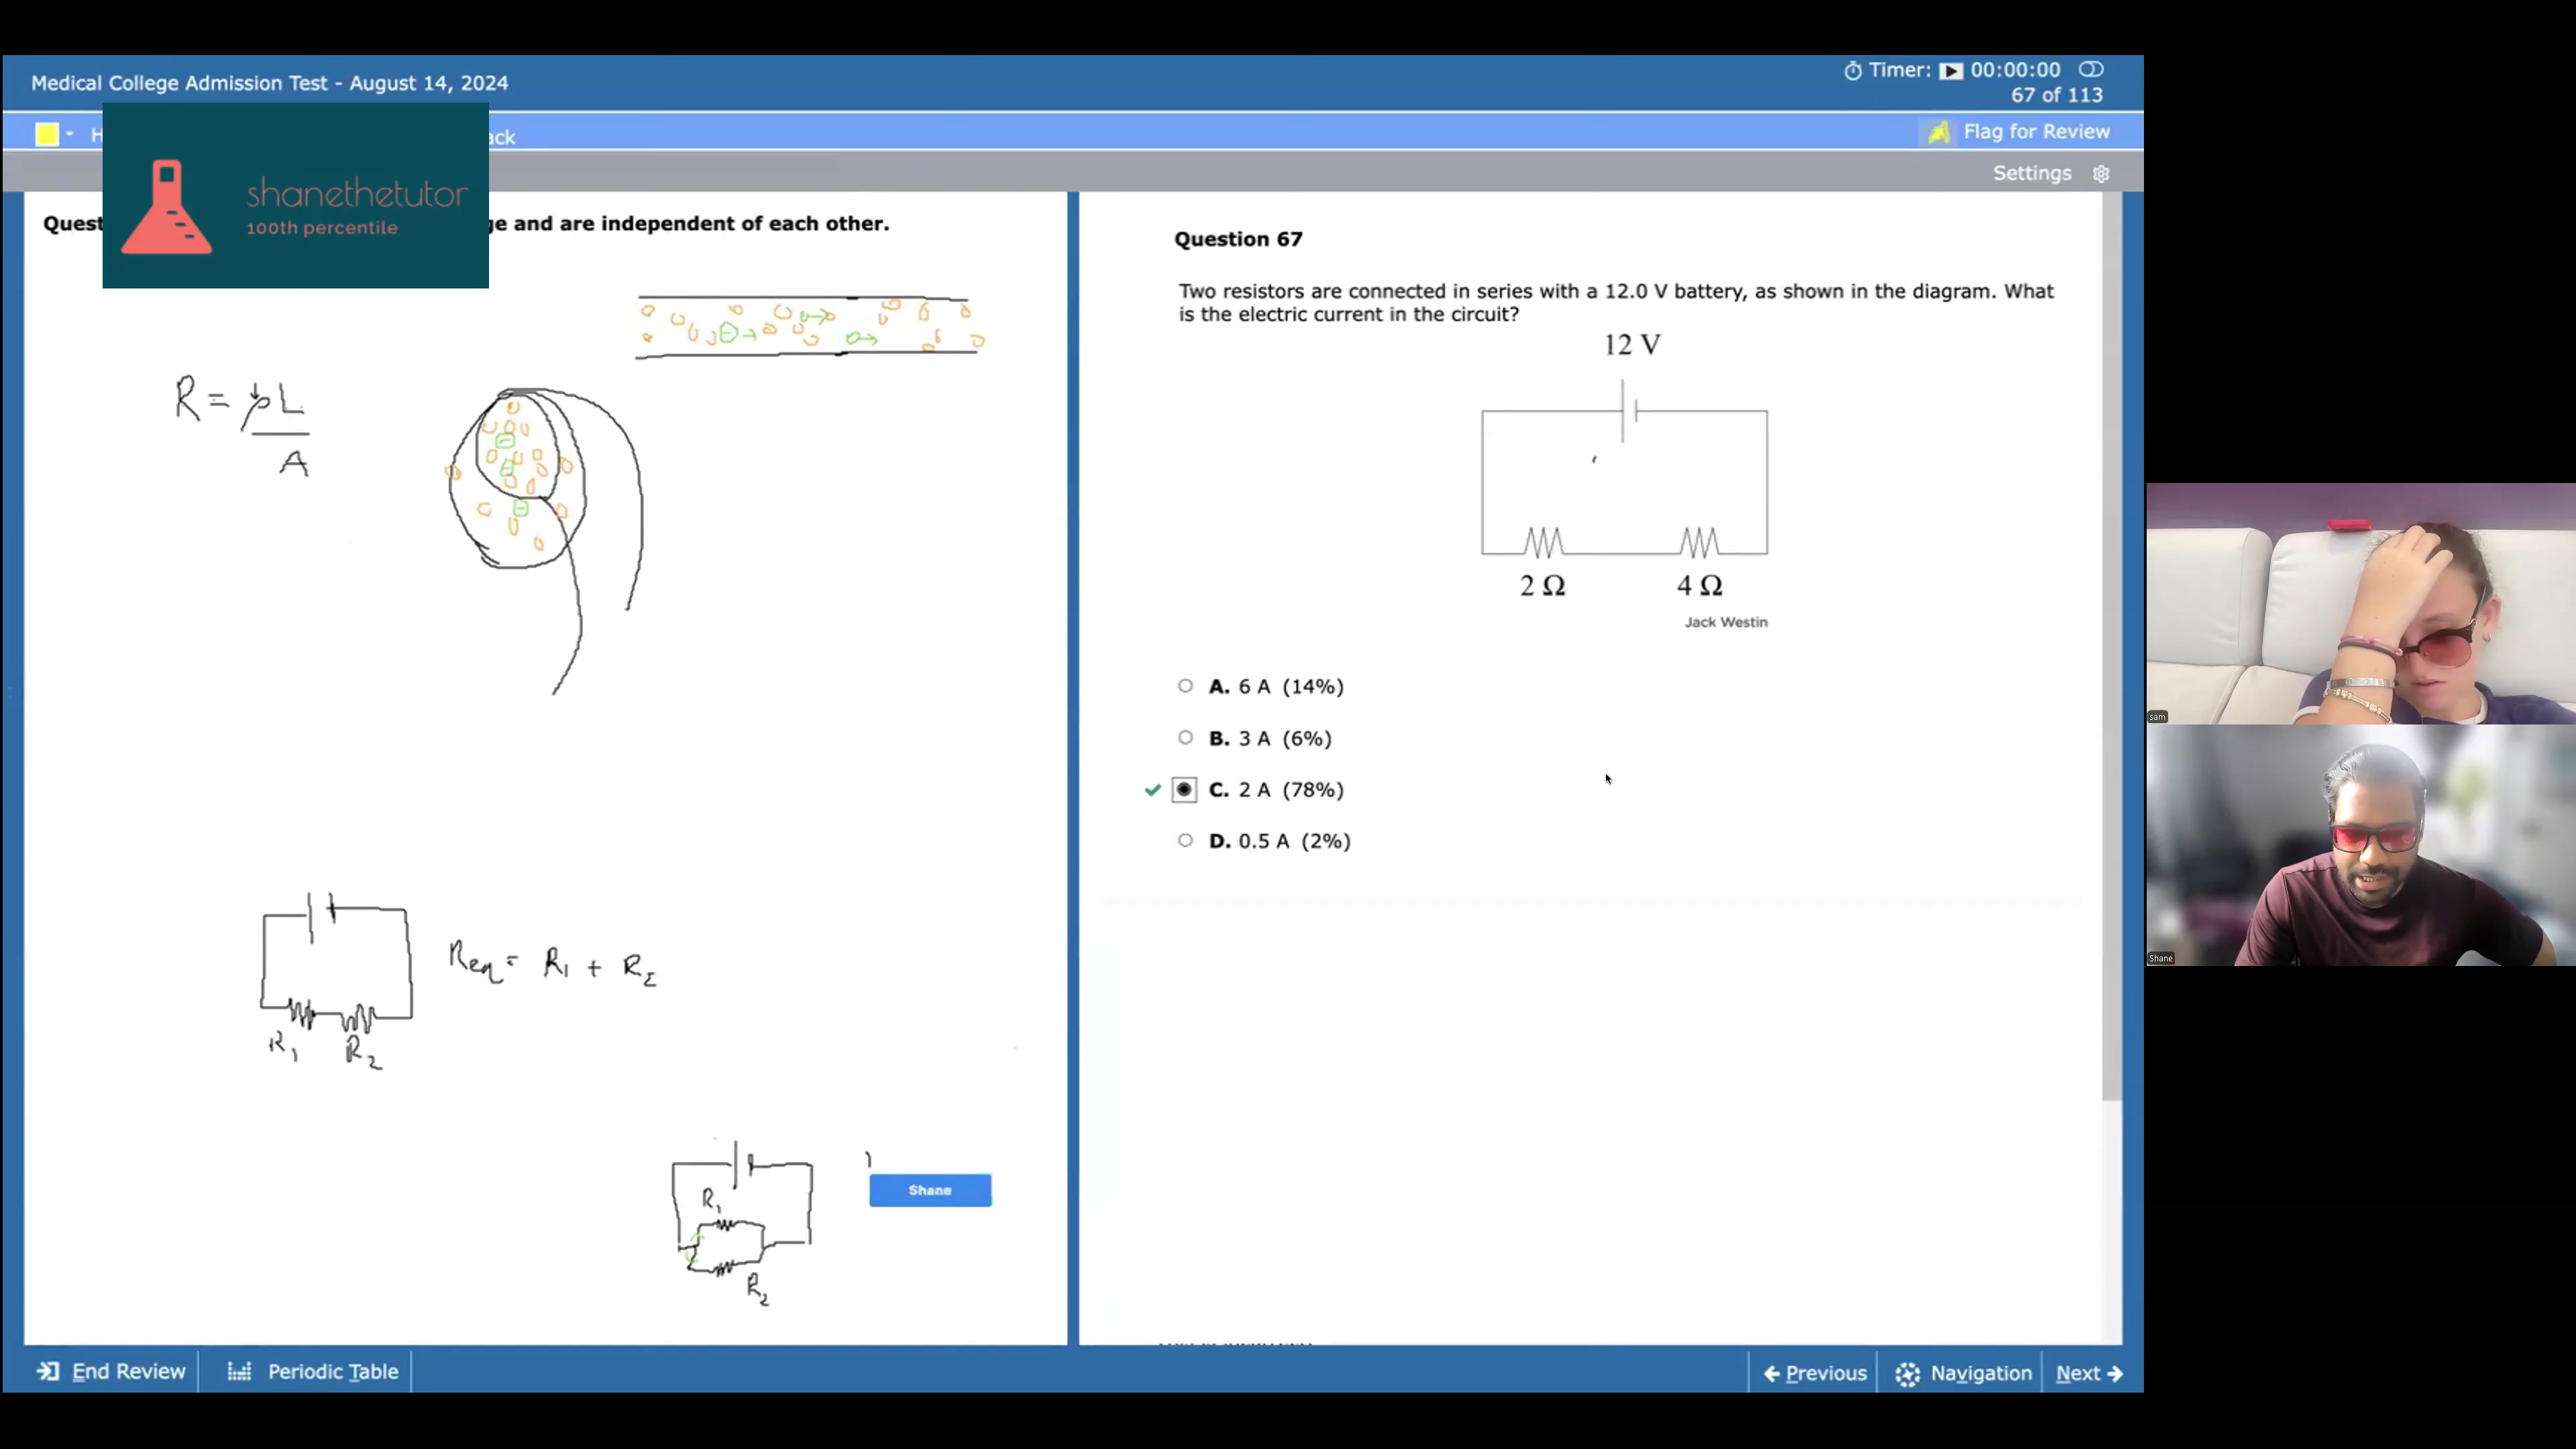 Medical College Admission Test - August 14, 2024
Timer: 00:00:00
67 of 113
H
ack
Flag for Review
Settings
shanethetutor
100th percentile
Quest
ge and are independent of each other.
R = ρL
A
Req = R1 + R2
R1
R2
R1
R2
Shane
Question 67
Two resistors are connected in series with a 12.0 V battery, as shown in the diagram. What
is the electric current in the circuit?
12 V
2 Ω
4 Ω
Jack Westin
A. 6 A (14%)
B. 3 A (6%)
C. 2 A (78%)
D. 0.5 A (2%)
sam
Shane
End Review
Periodic Table
Previous
Navigation
Next